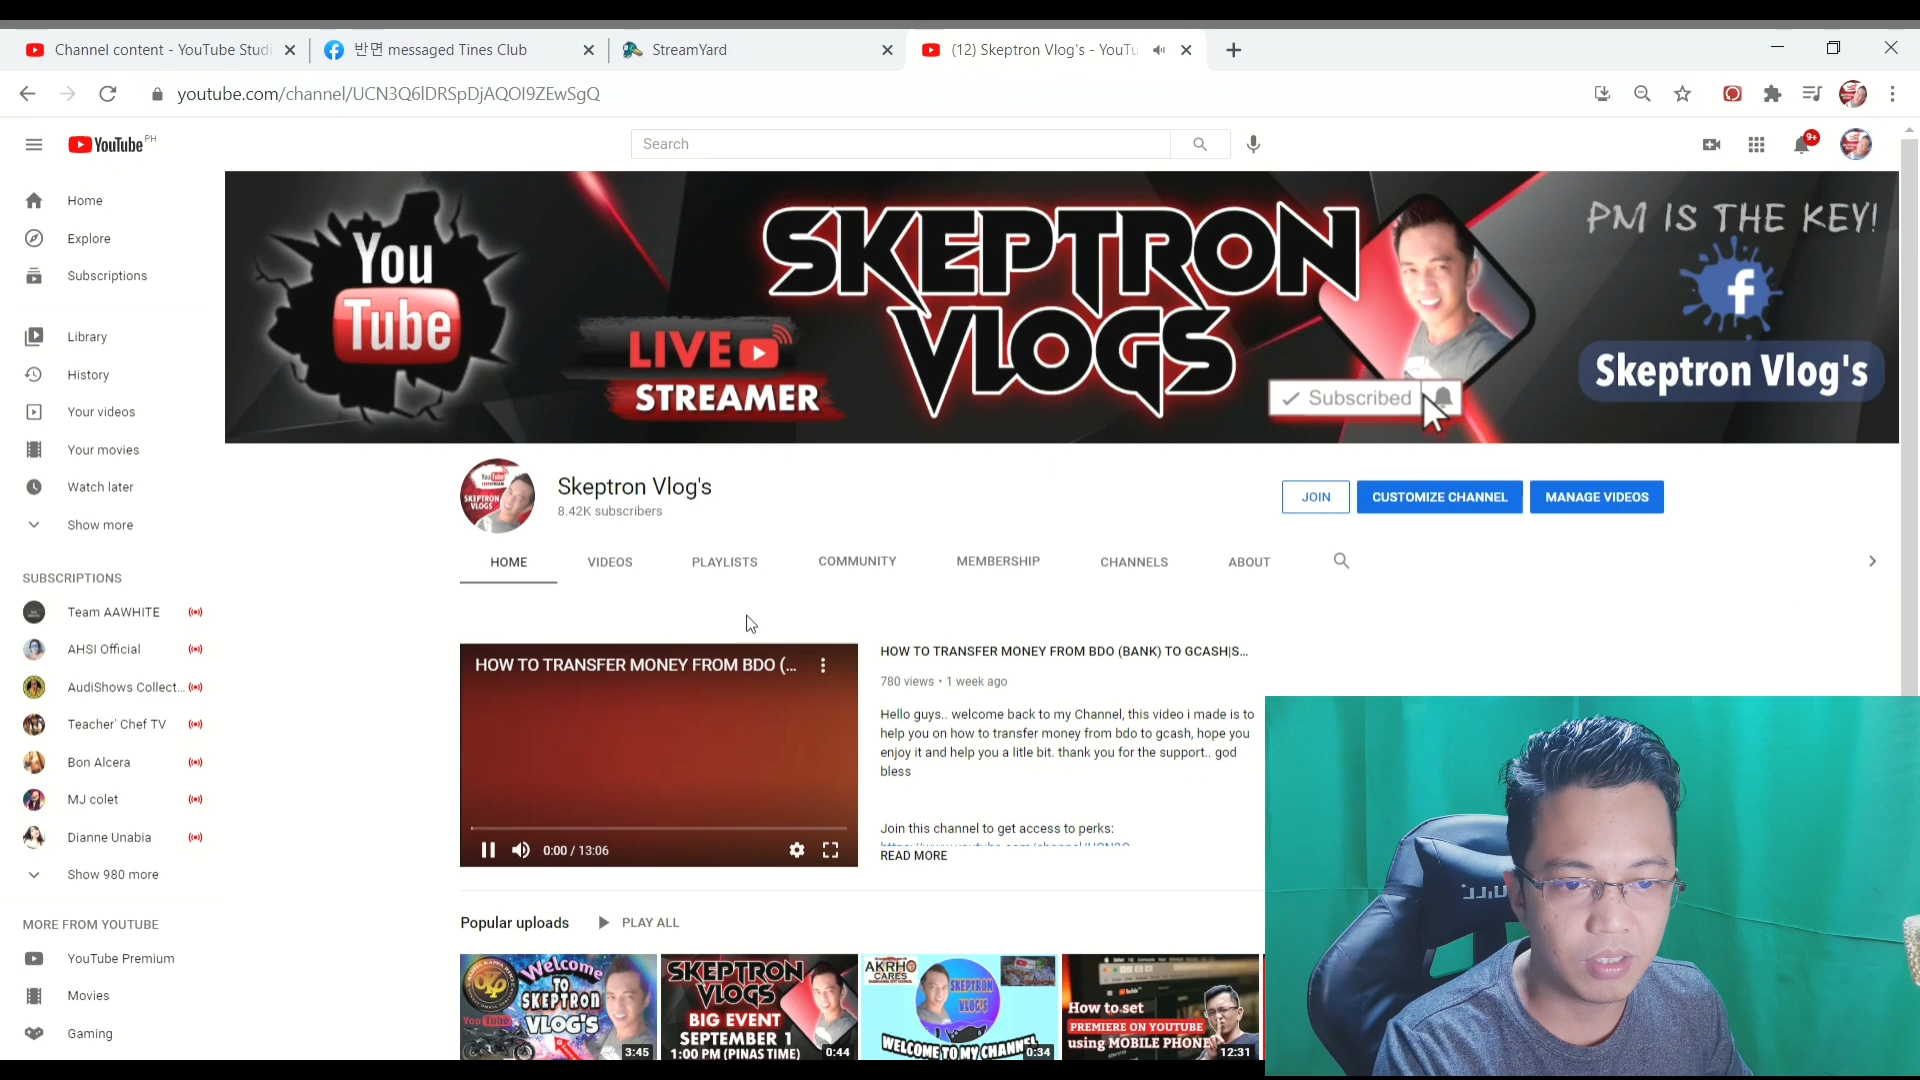 Channel content - YouTube Studi
반면 messaged Tines Club
StreamYard
(12) Skeptron Vlog's - YouTu
youtube.com/channel/UCN3Q6lDRSpDjAQOI9ZEwSgQ
YouTube PH
Search
9+
Home
Explore
Subscriptions
Library
History
Your videos
Your movies
Watch later
Show more
SUBSCRIPTIONS
Team AAWHITE
AHSI Official
AudiShows Collect...
Teacher' Chef TV
Bon Alcera
MJ colet
Dianne Unabia
Show 980 more
MORE FROM YOUTUBE
YouTube Premium
Movies
Gaming
You
Tube
LIVE
STREAMER
SKEPTRON
VLOGS
Subscribed
PM IS THE KEY!
f
Skeptron Vlog's
Skeptron Vlog's
8.42K subscribers
JOIN
CUSTOMIZE CHANNEL
MANAGE VIDEOS
HOME
VIDEOS
PLAYLISTS
COMMUNITY
MEMBERSHIP
CHANNELS
ABOUT
HOW TO TRANSFER MONEY FROM BDO (...
0:00 / 13:06
HOW TO TRANSFER MONEY FROM BDO (BANK) TO GCASH|S...
780 views • 1 week ago
Hello guys.. welcome back to my Channel, this video i made is to
help you on how to transfer money from bdo to gcash, hope you
enjoy it and help you a litle bit. thank you for the support.. god
bless
Join this channel to get access to perks:
READ MORE
Popular uploads
PLAY ALL
Welcome
TO
SKEPTRON
VLOG'S
3:45
SKEPTRON
VLOGS
BIG EVENT
SEPTEMBER 1
1:00 PM (PINAS TIME)
0:44
AKRHO
CARES
SKEPTRON
VLOG'S
WELCOME TO MY CHANNEL
0:34
How to set
PREMIERE ON YOUTUBE
using MOBILE PHONE
12:31